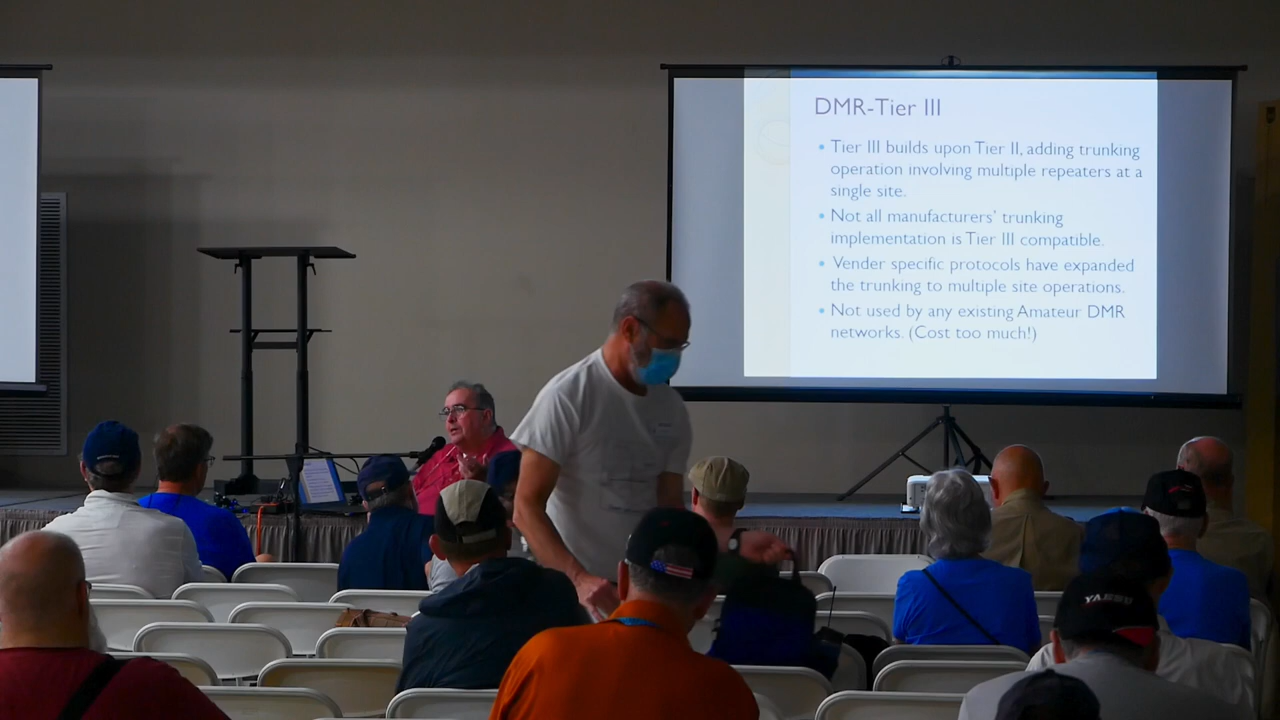 DMR-Tier III
• Tier III builds upon Tier II, adding trunking
operation involving multiple repeaters at a
single site.
• Not all manufacturers' trunking
implementation is Tier III compatible.
• Vender specific protocols have expanded
the trunking to multiple site operations.
• Not used by any existing Amateur DMR
networks. (Cost too much!)
YAESU